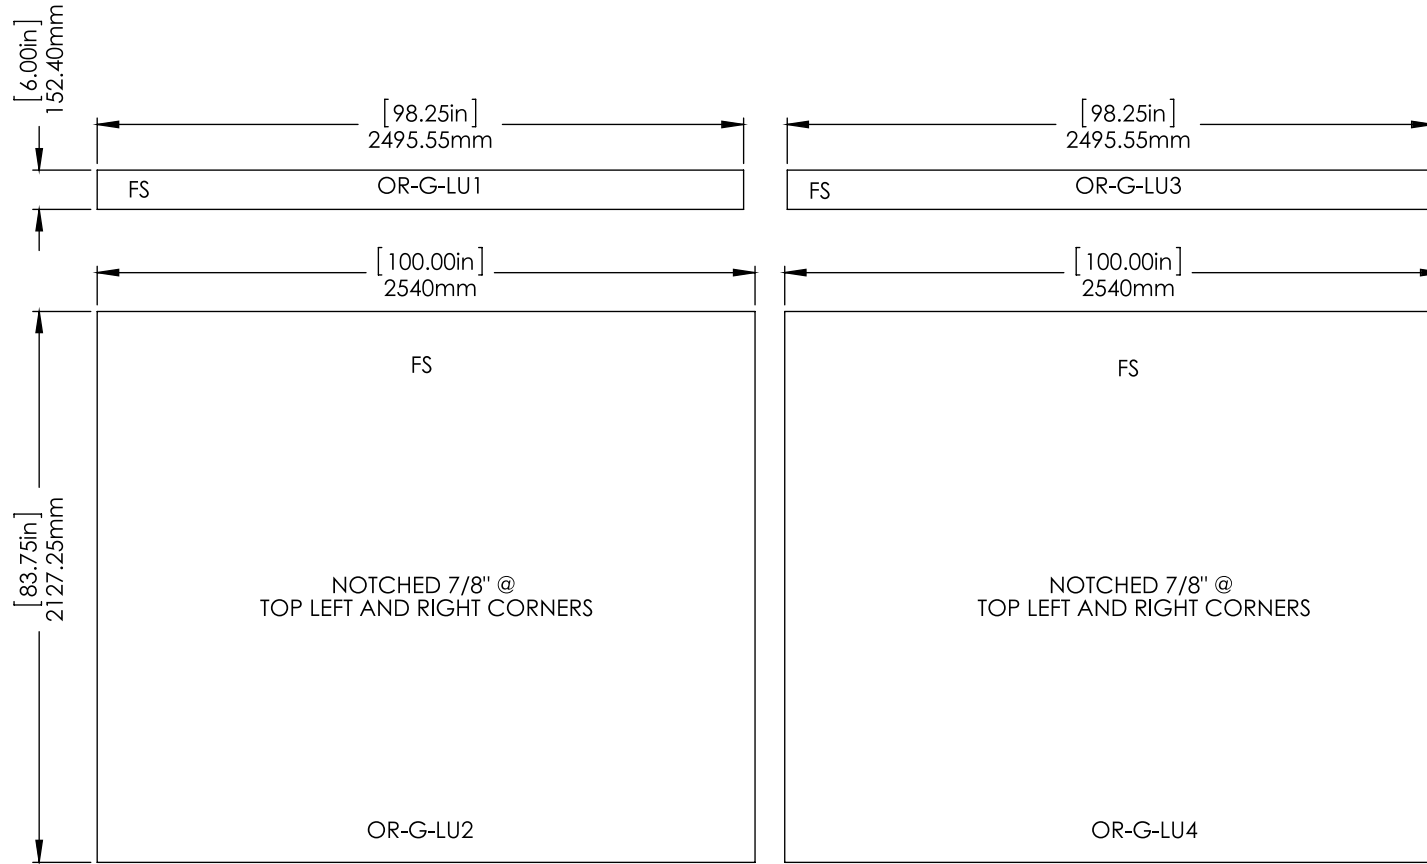 [6.00in]
152.40mm
[98.25in]
2495.55mm
[98.25in]
2495.55mm
FS
OR-G-LU1
FS
OR-G-LU3
[100.00in]
2540mm
[100.00in]
2540mm
FS
FS
[83.75in]
2127.25mm
NOTCHED 7/8" @
TOP LEFT AND RIGHT CORNERS
NOTCHED 7/8" @
TOP LEFT AND RIGHT CORNERS
OR-G-LU2
OR-G-LU4